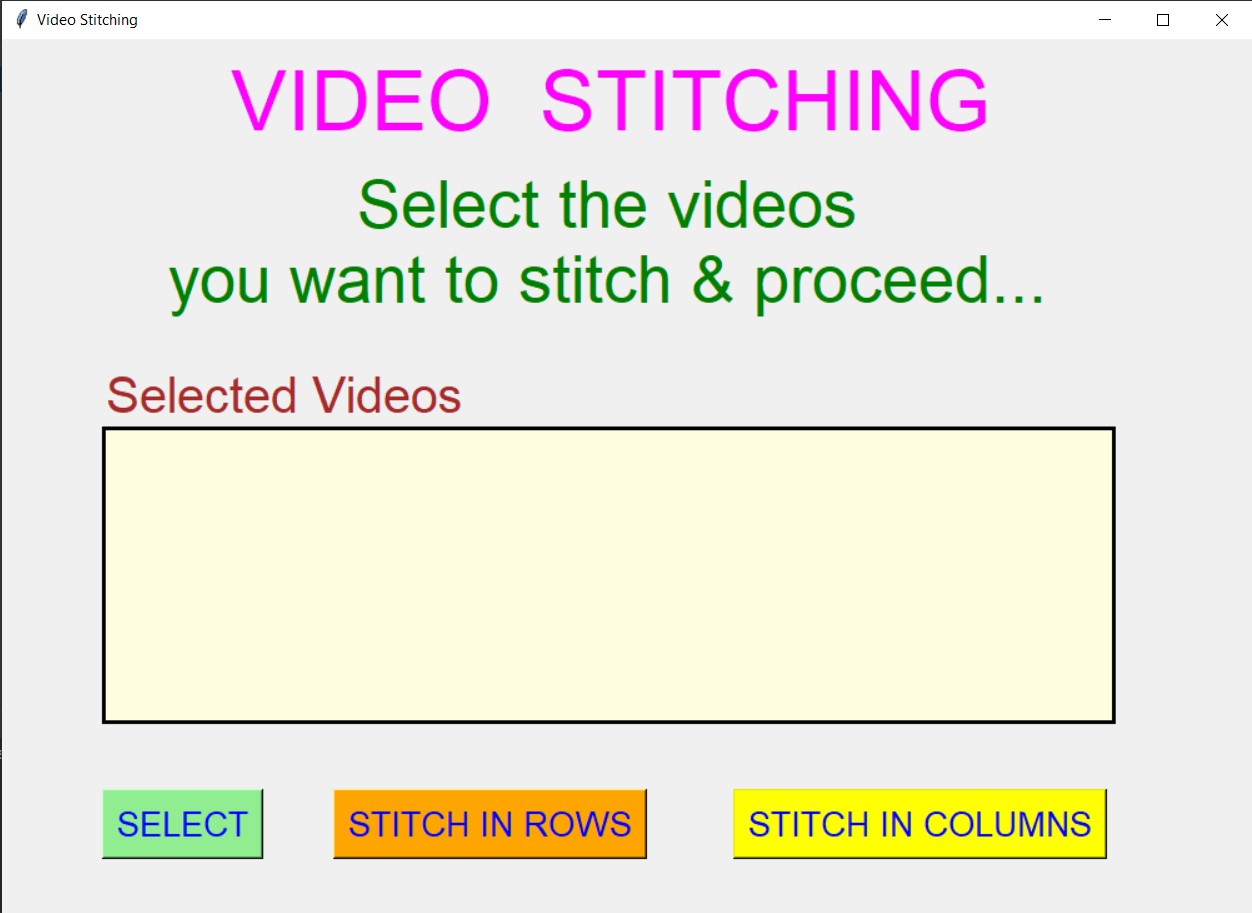 Video Stitching
VIDEO STITCHING
Select the videos
you want to stitch & proceed...
Selected Videos
SELECT
STITCH IN ROWS
STITCH IN COLUMNS